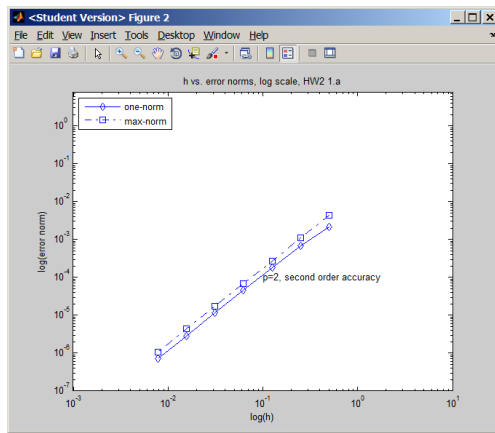 <Student Version> Figure 2
File Edit View Insert Tools Desktop Window Help
h vs. error norms, log scale, HW2 1.a
one-norm
max-norm
10^0
10^-1
10^-2
10^-3
10^-4
10^-5
10^-6
10^-7
log(error norm)
p=2, second order accuracy
10^-3 10^-2 10^-1 10^0 10^1
log(h)